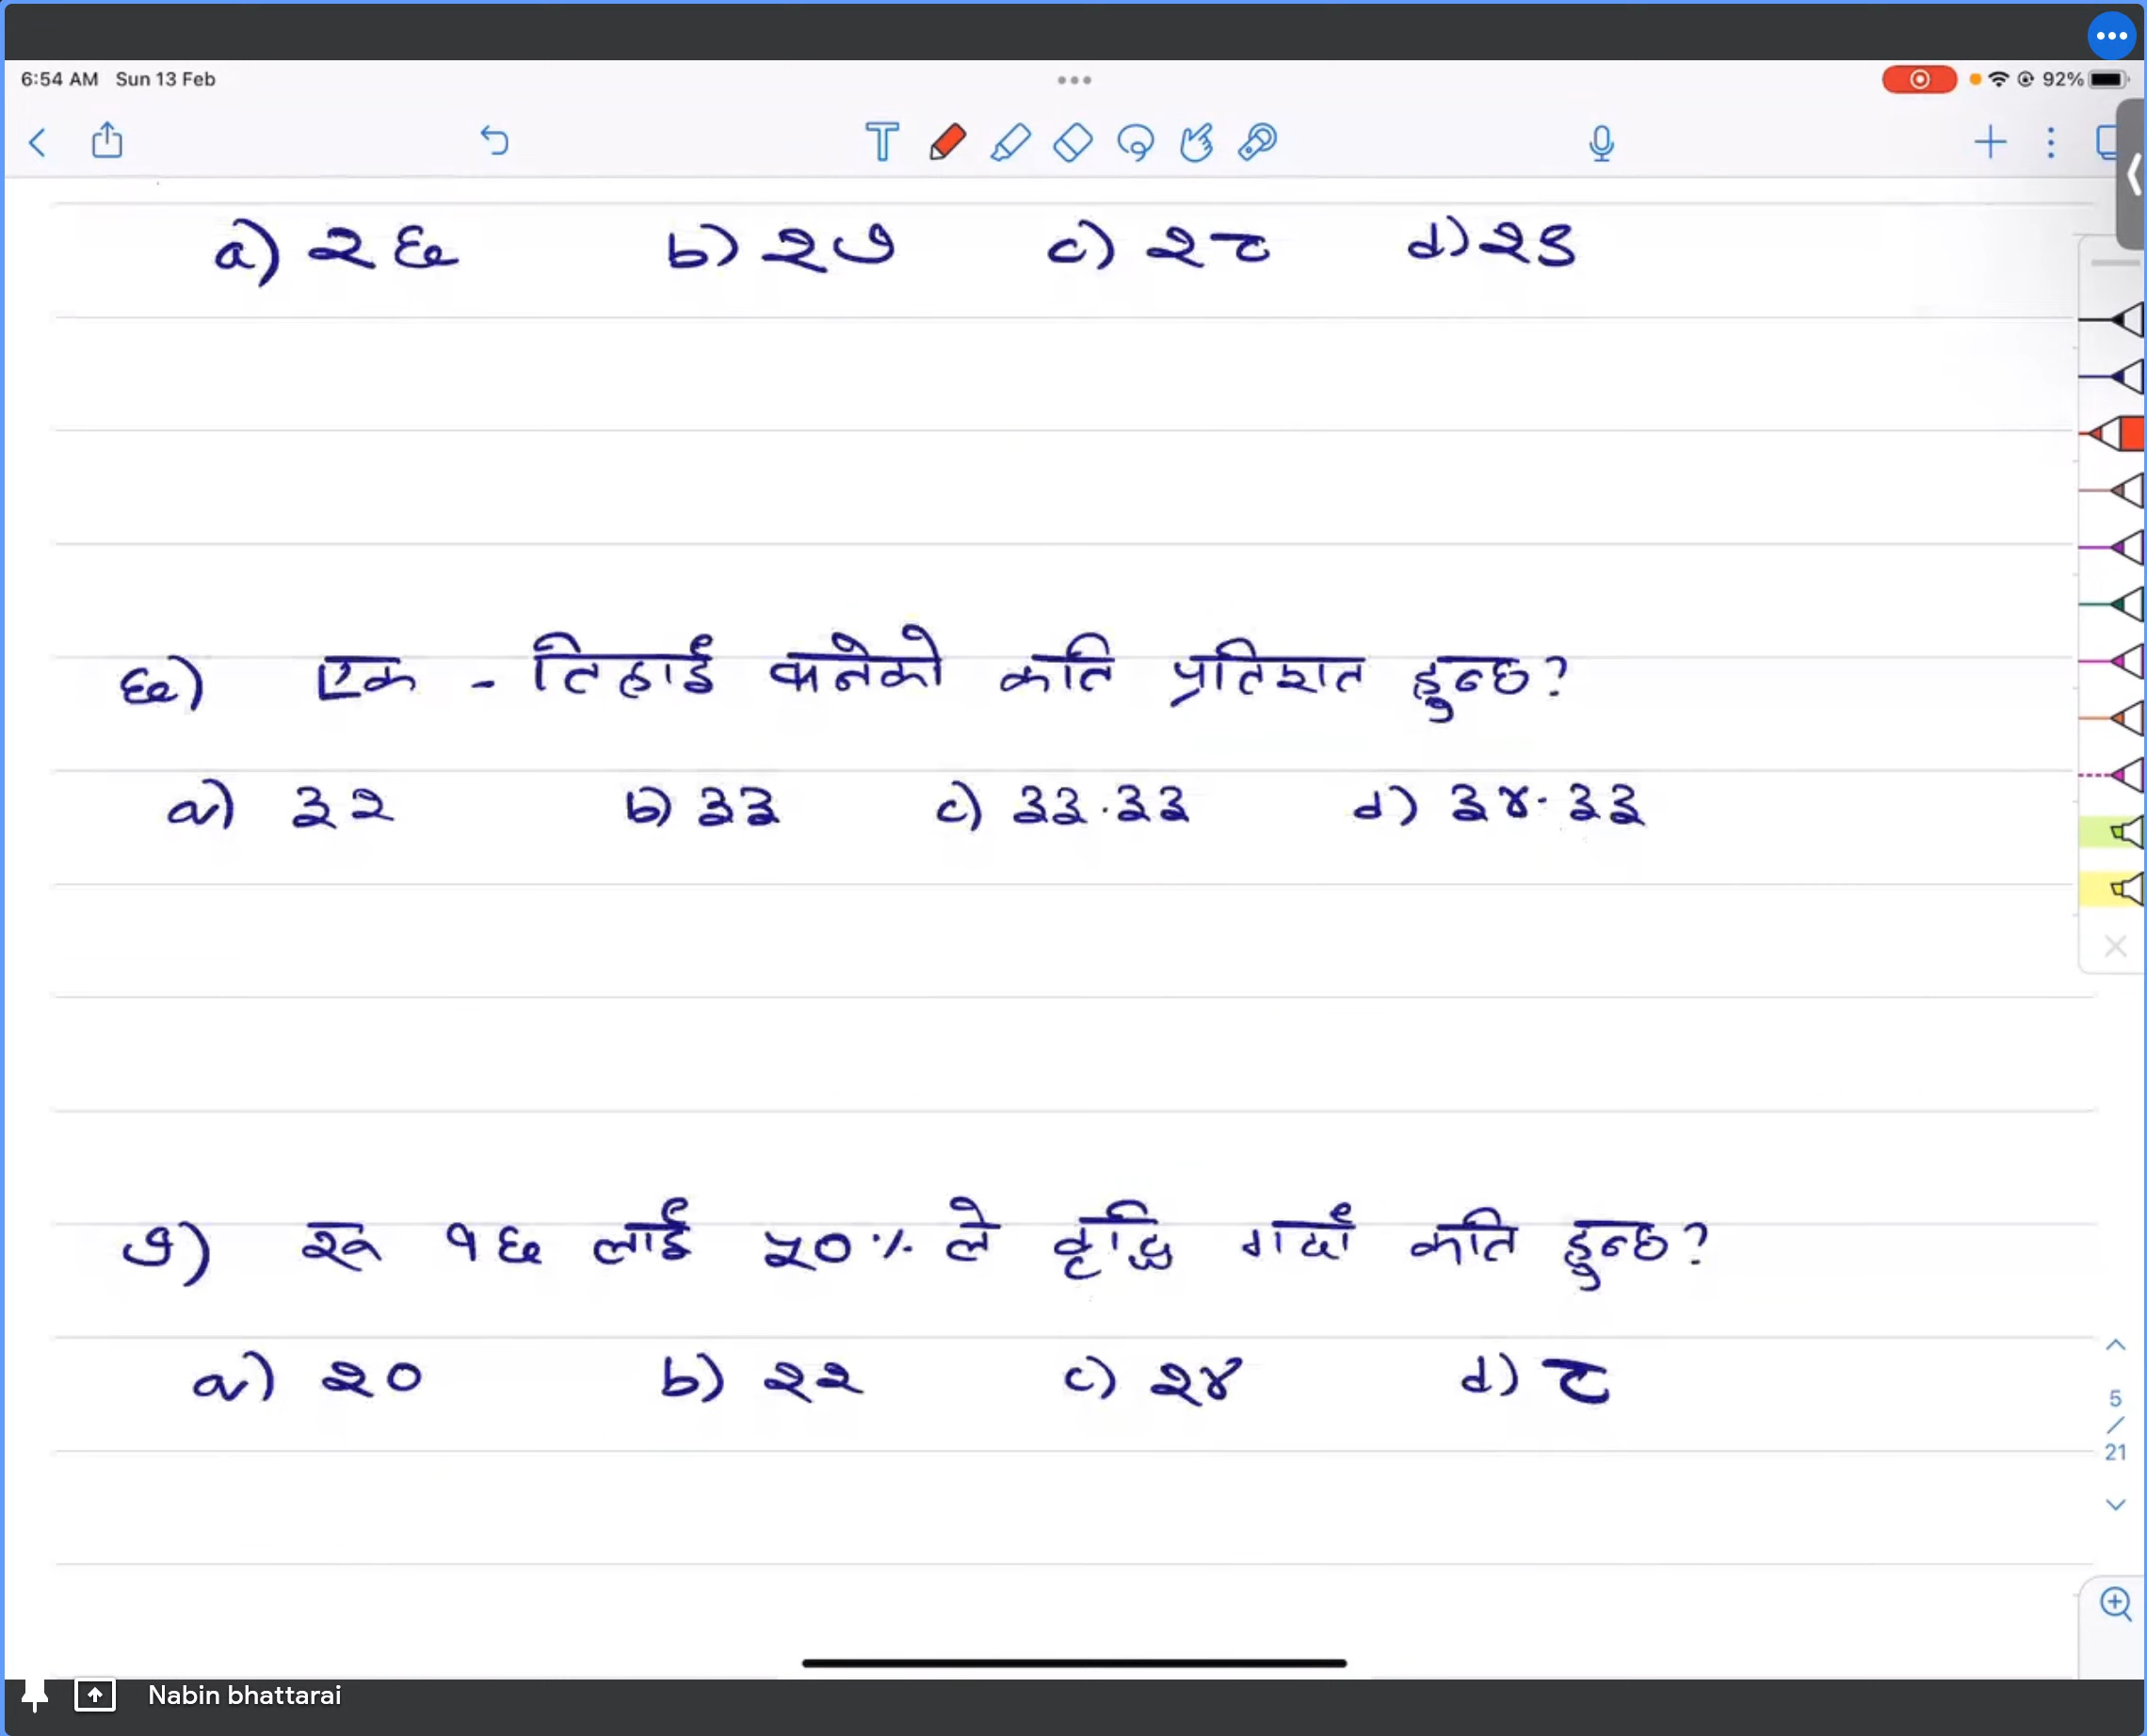 6:54 AM Sun 13 Feb
92%
a) २६ b) २७ c) २८ d) २९
६) एक - तिहाई भनेको कति प्रतिशत हुन्छ?
a) ३२ b) ३३ c) ३३.३३ d) ३४.३३
७) रु १६ लाई ५०% ले वृद्धि गर्दा कति हुन्छ?
a) २० b) २२ c) २४ d) ८
5
/
21
Nabin bhattarai